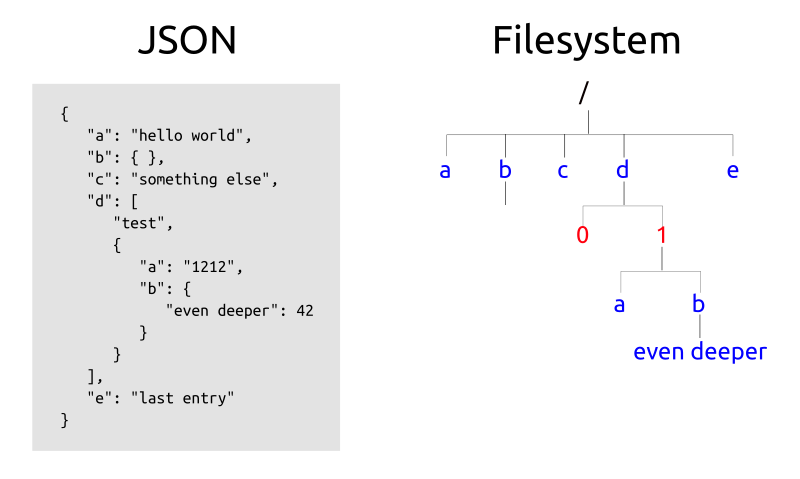 JSON
{
"a": "hello world",
"b": { },
"c": "something else",
"d": [
"test",
{
"a": "1212",
"b": {
"even deeper": 42
}
}
],
"e": "last entry"
}
Filesystem
/
a b c d e
0 1
a b
even deeper